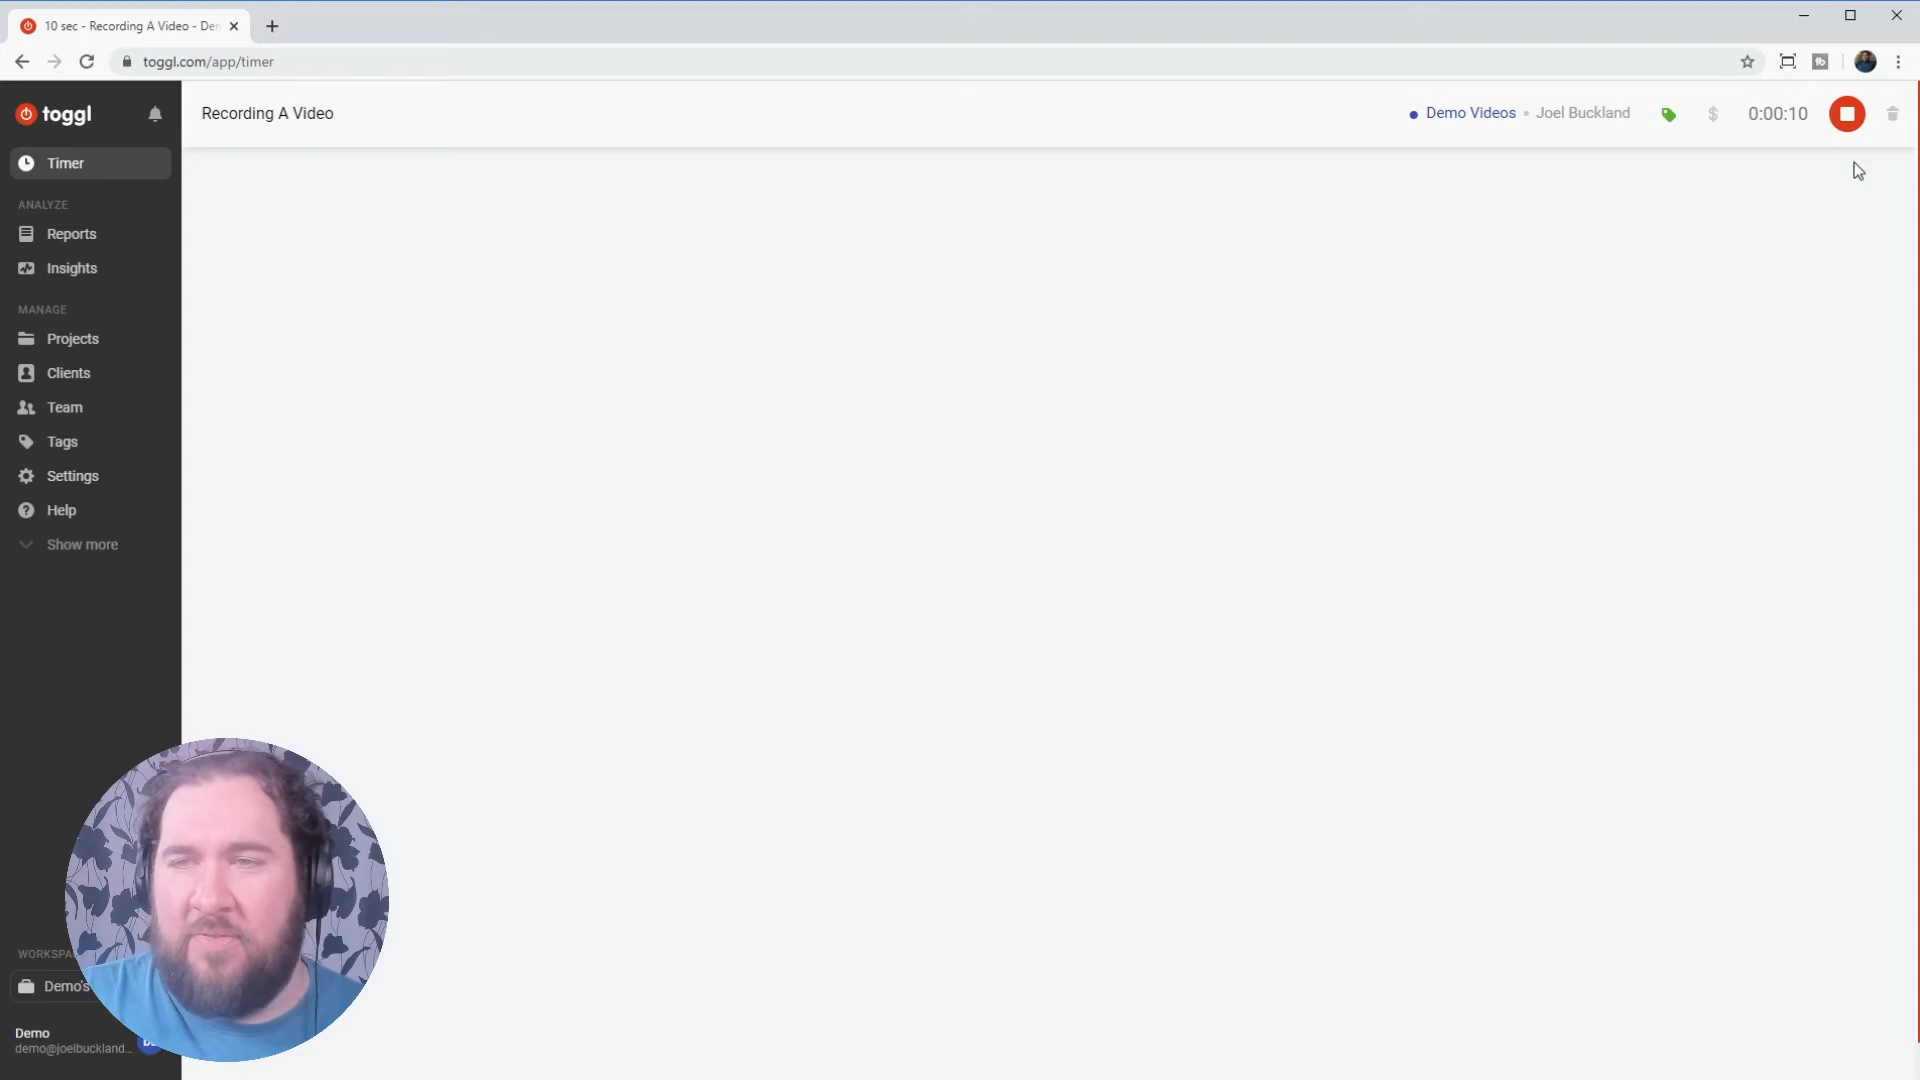 10 sec - Recording A Video - De
toggl.com/app/timer
toggl
Recording A Video
Demo Videos • Joel Buckland
$
0:00:10
Timer
ANALYZE
Reports
Insights
MANAGE
Projects
Clients
Team
Tags
Settings
Help
Show more
WORKSPA
Demo's
Demo
demo@joelbuckland...